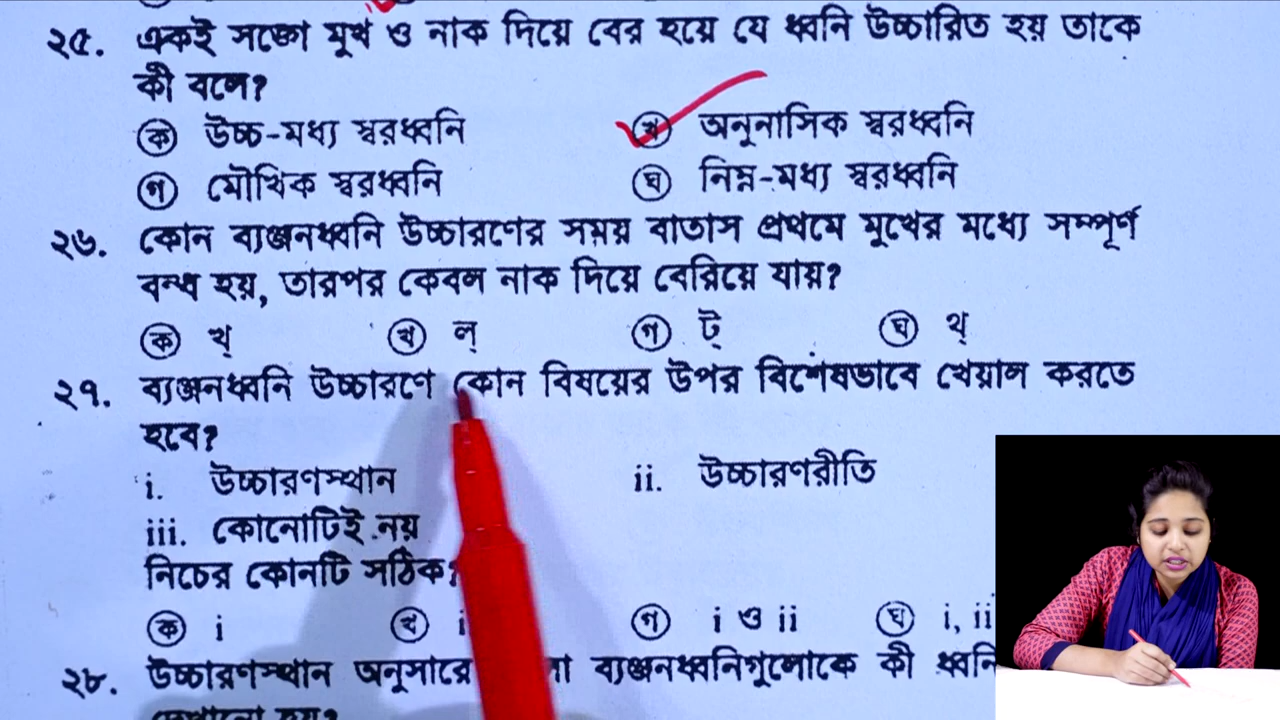 ২৫. একই সঙ্গে মুখ ও নাক দিয়ে বের হয়ে যে ধ্বনি উচ্চারিত হয় তাকে
কী বলে?
ক উচ্চ-মধ্য স্বরধ্বনি খ অনুনাসিক স্বরধ্বনি
গ মৌখিক স্বরধ্বনি ঘ নিম্ন-মধ্য স্বরধ্বনি
২৬. কোন ব্যঞ্জনধ্বনি উচ্চারণের সময় বাতাস প্রথমে মুখের মধ্যে সম্পূর্ণ
বন্ধ হয়, তারপর কেবল নাক দিয়ে বেরিয়ে যায়?
ক খ্ খ ল্ গ ট্ ঘ থ্
২৭. ব্যঞ্জনধ্বনি উচ্চারণে কোন বিষয়ের উপর বিশেষভাবে খেয়াল করতে
হবে?
i. উচ্চারণস্থান ii. উচ্চারণরীতি
iii. কোনোটিই নয়
নিচের কোনটি সঠিক?
ক i খ গ i ও ii ঘ i, ii
২৮. উচ্চারণস্থান অনুসারে ব্যঞ্জনধ্বনিগুলোকে কী ধ্বনি
দেখানো হয়?